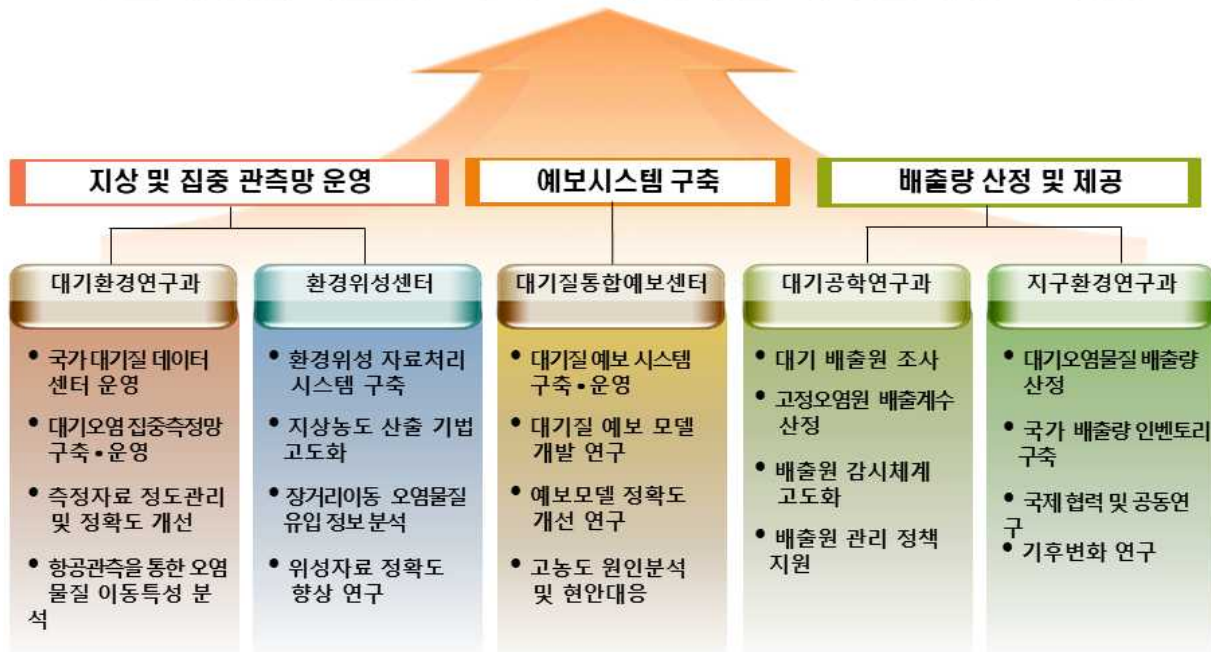 지상 및 집중 관측망 운영
예보시스템 구축
배출량 산정 및 제공
대기환경연구과
• 국가 대기질 데이터
센터 운영
• 대기오염 집중측정망
구축•운영
• 측정자료 정도관리
및 정확도 개선
• 항공관측을 통한 오염
물질 이동특성 분
석
환경위성센터
• 환경위성 자료처리
시스템 구축
• 지상농도 산출 기법
고도화
• 장거리이동 오염물질
유입 정보 분석
• 위성자료 정확도
향상 연구
대기질통합예보센터
• 대기질 예보 시스템
구축•운영
• 대기질 예보 모델
개발 연구
• 예보모델 정확도
개선 연구
• 고농도 원인분석
및 현안대응
대기공학연구과
• 대기 배출원 조사
• 고정오염원 배출계수
산정
• 배출원 감시체계
고도화
• 배출원 관리 정책
지원
지구환경연구과
• 대기오염물질 배출량
산정
• 국가 배출량 인벤토리
구축
• 국제 협력 및 공동연
구
• 기후변화 연구